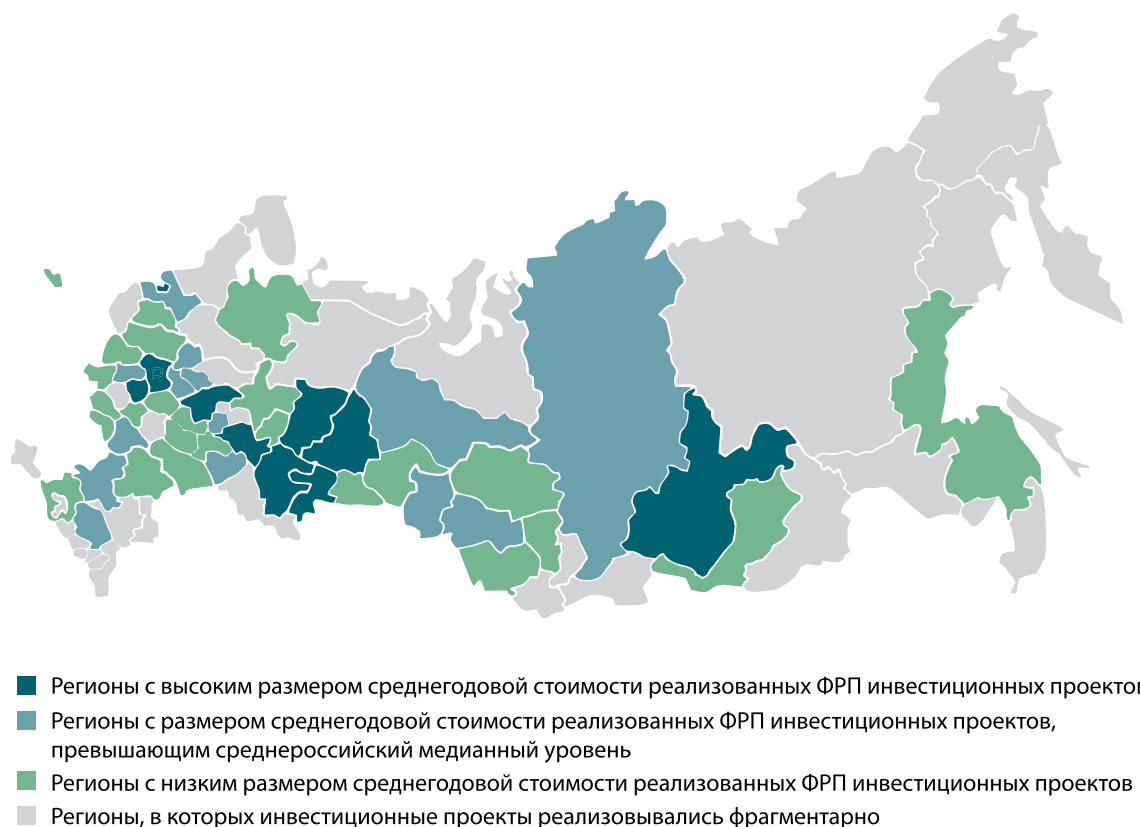 Регионы с высоким размером среднегодовой стоимости реализованных ФРП инвестиционных проектов
Регионы с размером среднегодовой стоимости реализованных ФРП инвестиционных проектов,
превышающим среднероссийский медианный уровень
Регионы с низким размером среднегодовой стоимости реализованных ФРП инвестиционных проектов
Регионы, в которых инвестиционные проекты реализовывались фрагментарно